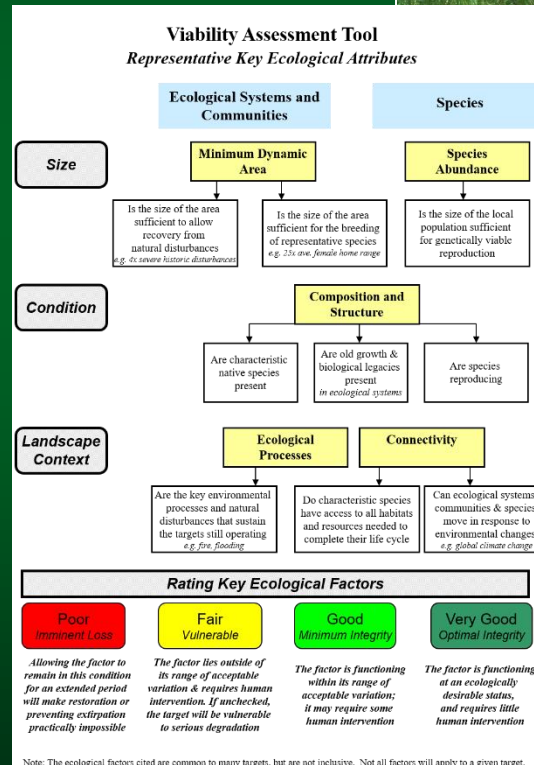 Viability Assessment Tool
Representative Key Ecological Attributes
Ecological Systems and
Communities
Species
Size
Minimum Dynamic
Area
Species
Abundance
Is the size of the area
sufficient to allow
recovery from
natural disturbances
e.g. 4x severe historic disturbances
Is the size of the area
sufficient for the breeding
of representative species
e.g. 25x ave. female home range
Is the size of the local
population sufficient
for genetically viable
reproduction
Condition
Composition and
Structure
Are characteristic
native species
present
Are old growth &
biological legacies
present
in ecological systems
Are species
reproducing
Landscape
Context
Ecological
Processes
Connectivity
Are the key environmental
processes and natural
disturbances that sustain
the targets still operating
e.g. fire, flooding
Do characteristic species
have access to all habitats
and resources needed to
complete their life cycle
Can ecological systems,
communities & species
move in response to
environmental changes
e.g. global climate change
Rating Key Ecological Factors
Poor
Imminent Loss
Fair
Vulnerable
Good
Minimum Integrity
Very Good
Optimal Integrity
Allowing the factor to
remain in this condition
for an extended period
will make restoration or
preventing extirpation
practically impossible
The factor lies outside of
its range of acceptable
variation & requires human
intervention. If unchecked,
the target will be vulnerable
to serious degradation
The factor is functioning
within its range of
acceptable variation;
it may require some
human intervention
The factor is functioning
at an ecologically
desirable status,
and requires little
human intervention
Note: The ecological factors cited are common to many targets, but are not inclusive. Not all factors will apply to a given target.